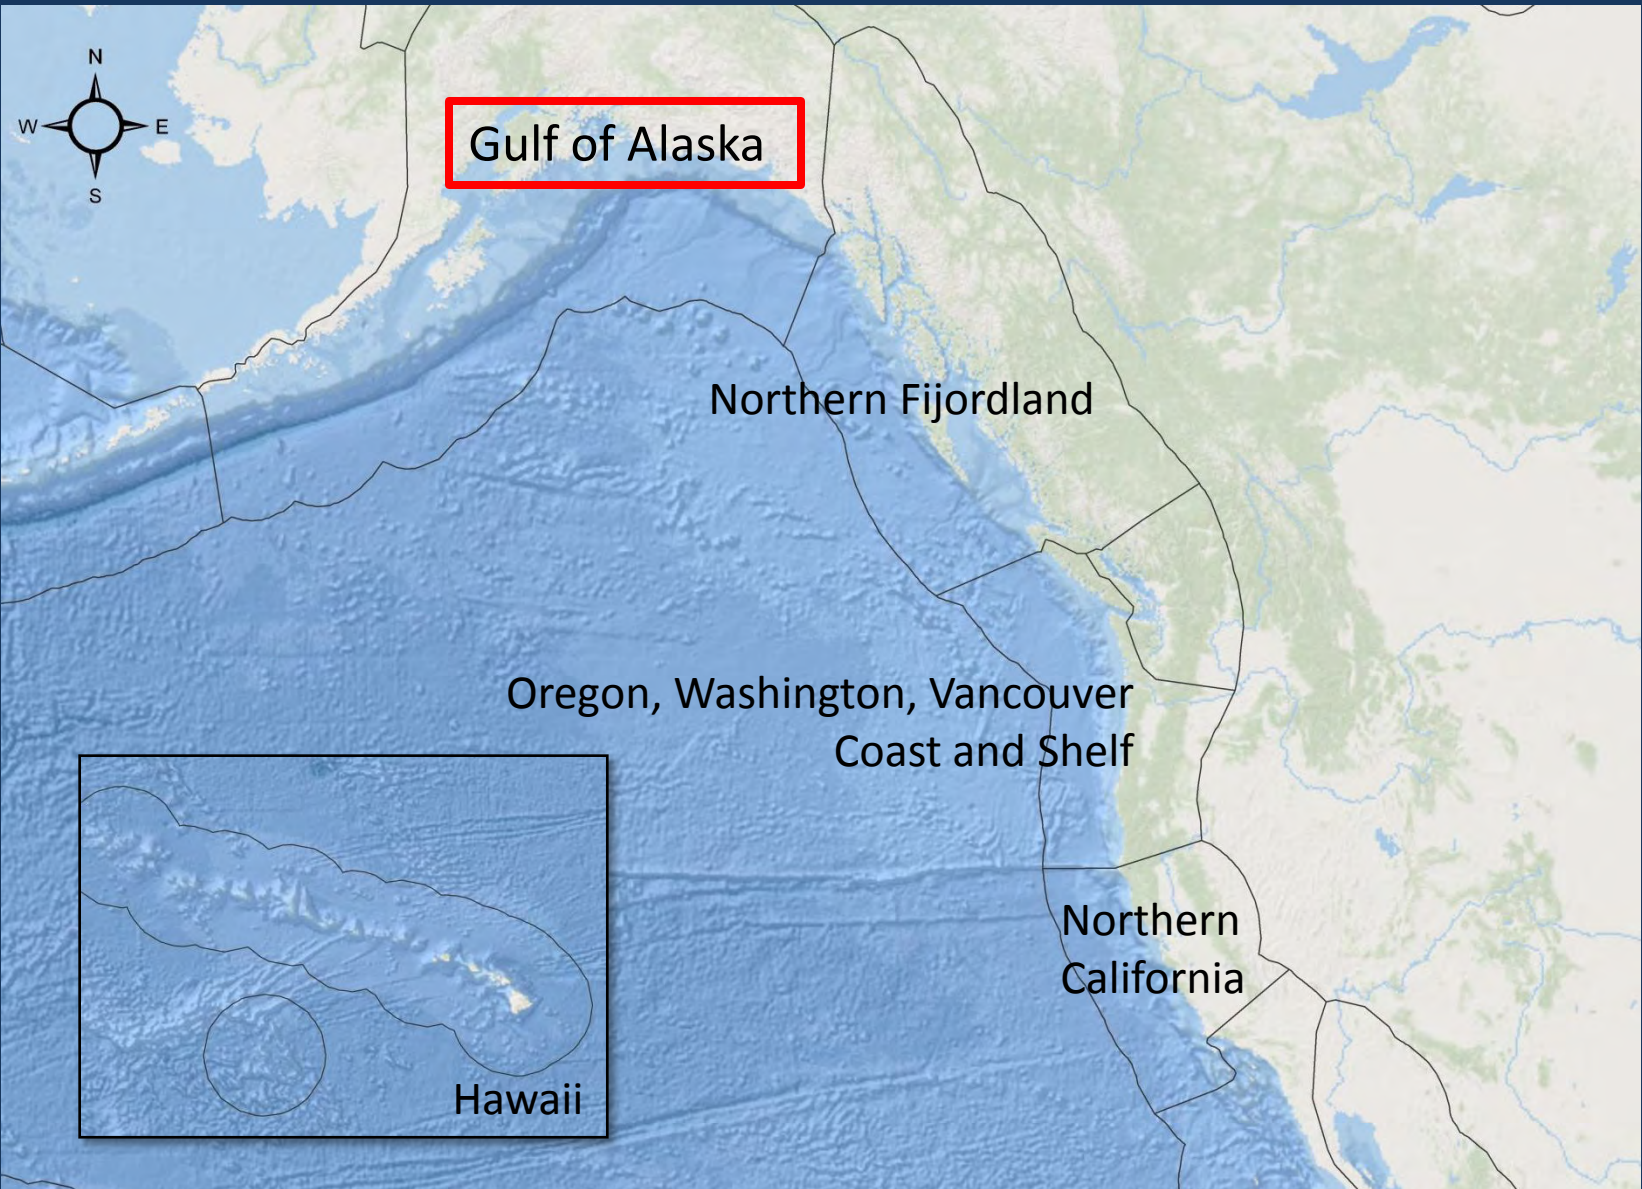 N
W
E
S
Gulf of Alaska
Northern Fijordland
Oregon, Washington, Vancouver
Coast and Shelf
Northern
California
Hawaii